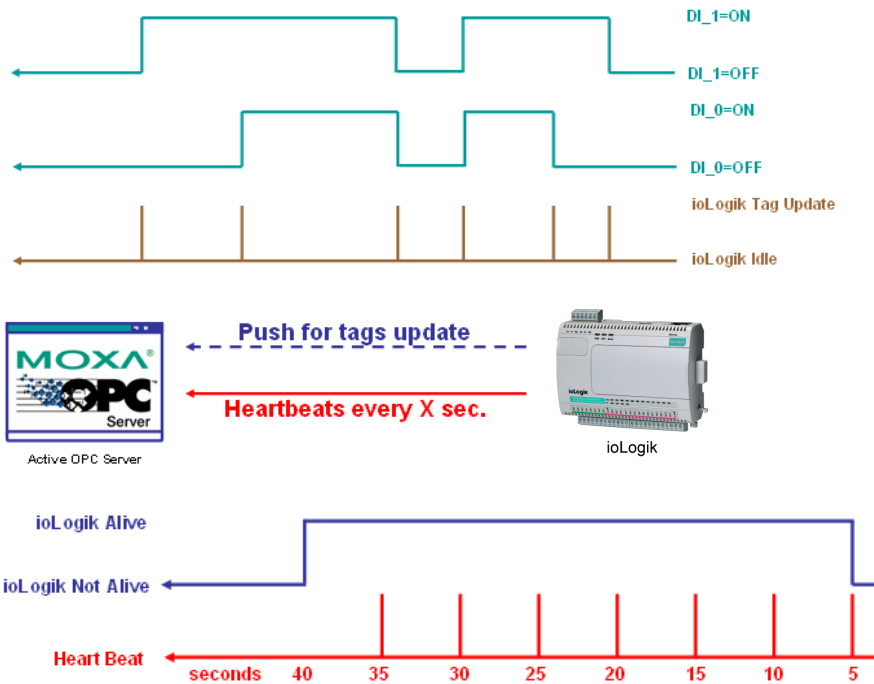 DI_1=ON
DI_1=OFF
DI_0=ON
DI_0=OFF
ioLogik Tag Update
ioLogik Idle
Push for tags update
Heartbeats every X sec.
MOXA®
OPC™
Server
Active OPC Server
ioLogik
ioLogik
ioLogik Alive
ioLogik Not Alive
Heart Beat
seconds 40 35 30 25 20 15 10 5